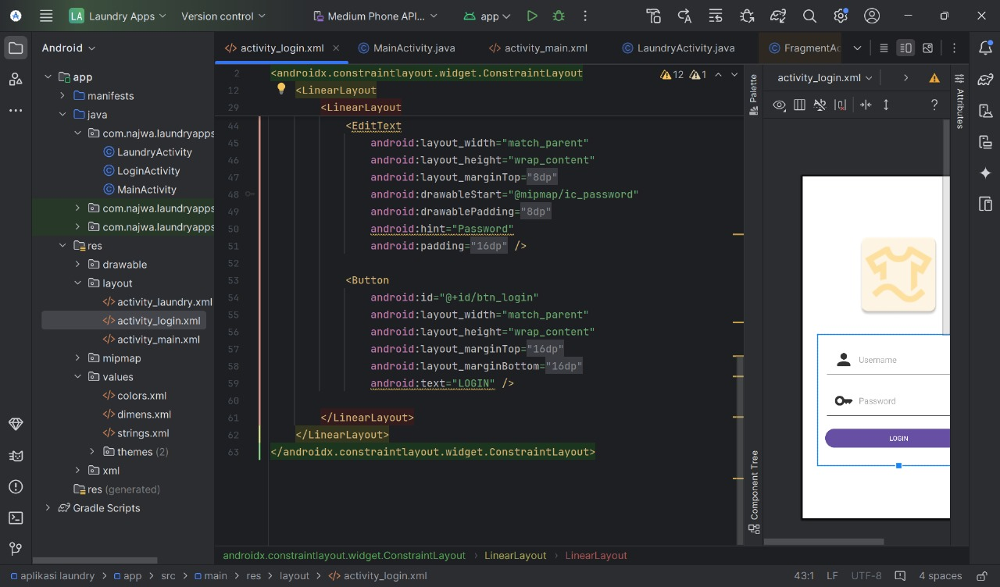 LA Laundry Apps Version control Medium Phone API... app
Android
app
manifests
java
com.najwa.laundryapps
LaundryActivity
LoginActivity
MainActivity
com.najwa.laundryapps
com.najwa.laundryapps
res
drawable
layout
activity_laundry.xml
activity_login.xml
activity_main.xml
mipmap
values
colors.xml
dimens.xml
strings.xml
themes (2)
xml
res (generated)
Gradle Scripts
activity_login.xml MainActivity.java activity_main.xml LaundryActivity.java FragmentAc
12 1
2 <androidx.constraintlayout.widget.ConstraintLayout
12 <LinearLayout
29 <LinearLayout
44 <EditText
45 android:layout_width="match_parent"
46 android:layout_height="wrap_content"
47 android:layout_marginTop="8dp"
48 android:drawableStart="@mipmap/ic_password"
49 android:drawablePadding="8dp"
50 android:hint="Password"
51 android:padding="16dp" />
52
53 <Button
54 android:id="@+id/btn_login"
55 android:layout_width="match_parent"
56 android:layout_height="wrap_content"
57 android:layout_marginTop="16dp"
58 android:layout_marginBottom="16dp"
59 android:text="LOGIN" />
60
61 </LinearLayout>
62 </LinearLayout>
63 </androidx.constraintlayout.widget.ConstraintLayout>
Palette
Component Tree
activity_login.xml
?
Attributes
Username
Password
LOGIN
androidx.constraintlayout.widget.ConstraintLayout > LinearLayout > LinearLayout
aplikasi laundry > app > src > main > res > layout > activity_login.xml 43:1 LF UTF-8 4 spaces